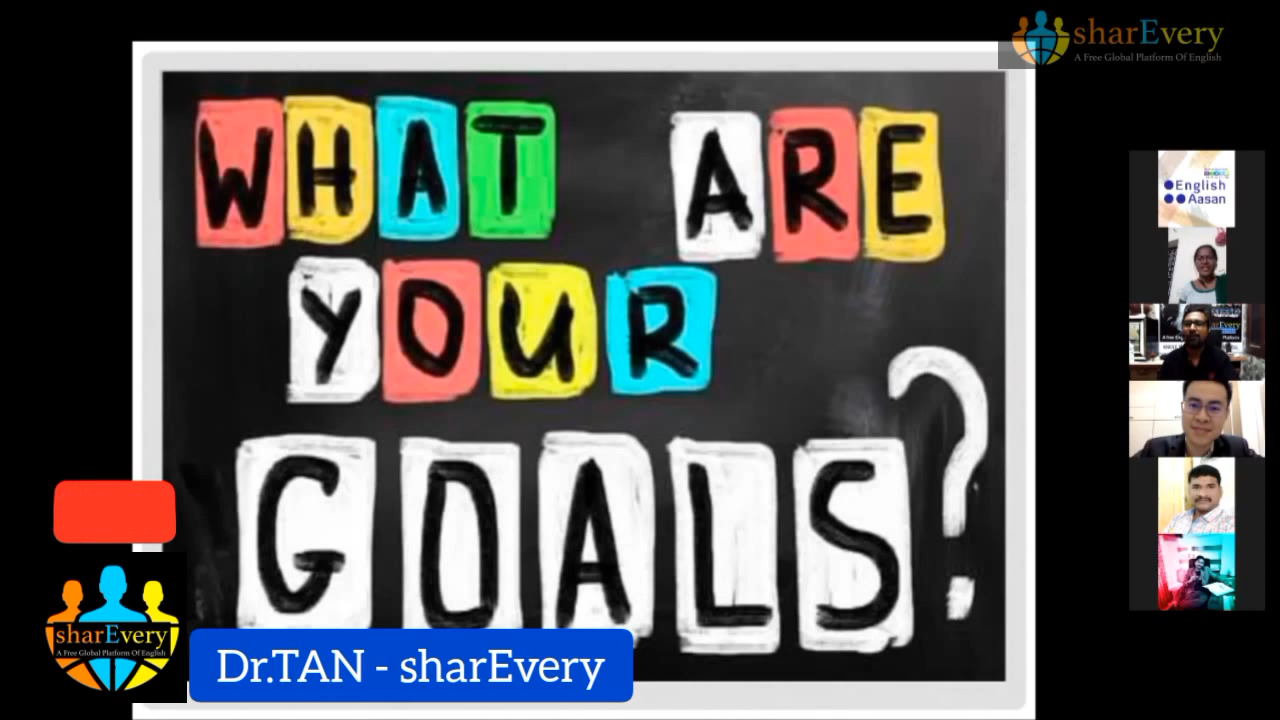 sharEvery
A Free Global Platform Of English
WHAT ARE
YOUR
GOALS?
English
Aasan
sharEvery
A Free Global Platform Of English
Dr.TAN - sharEvery